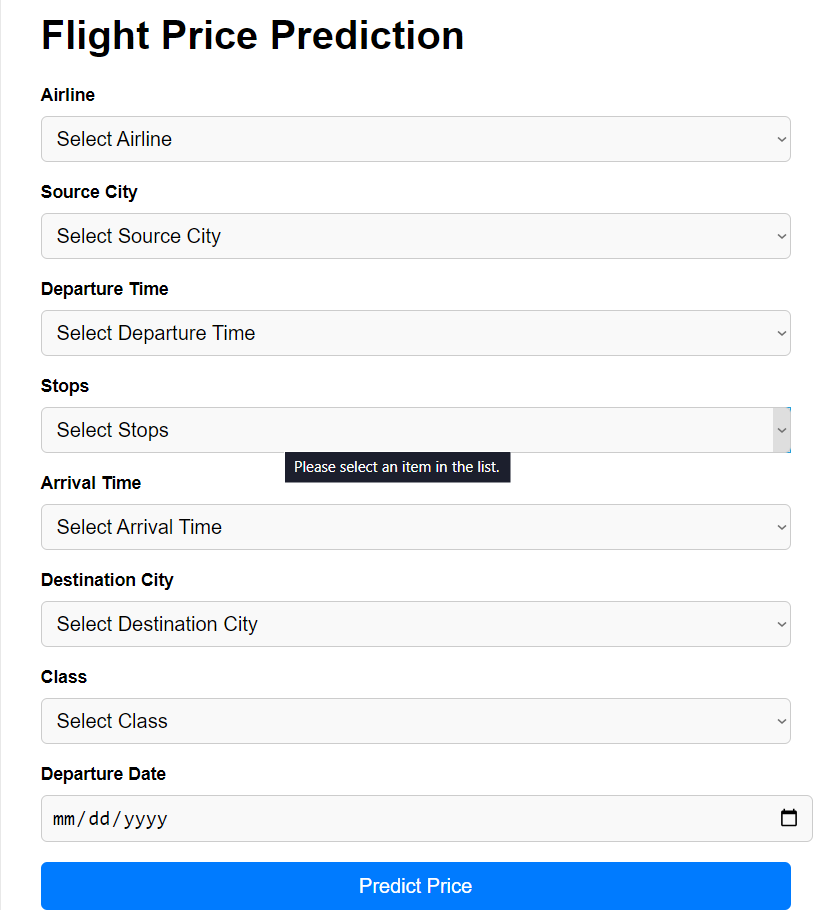 Flight Price Prediction
Airline
Select Airline
Source City
Select Source City
Departure Time
Select Departure Time
Stops
Select Stops
Please select an item in the list.
Arrival Time
Select Arrival Time
Destination City
Select Destination City
Class
Select Class
Departure Date
mm/dd/yyyy
Predict Price